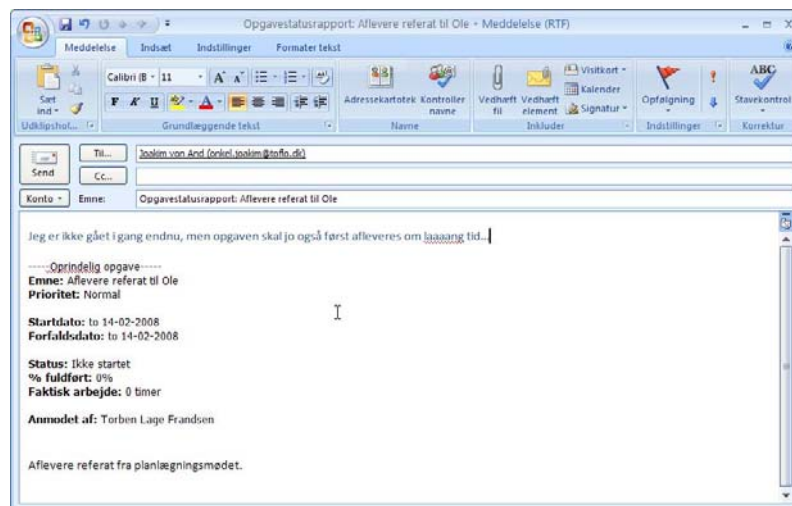 Opgavestatusrapport: Aflevere referat til Ole - Meddelelse (RTF)
Meddelelse Indsæt Indstillinger Formater tekst
Sæt ind
Calibri (B 11
F K U
Adressekartotek Kontroller navne
Vedhæft fil Vedhæft element
Visitkort
Kalender
Signatur
Opfølgning
ABC
Stavekontrol
Udklipshol... Grundlæggende tekst Navne Inkluder Indstillinger Korrektur
Send
Til... Joakim von And (onkel.joakim@toflo.dk)
Cc...
Konto Emne: Opgavestatusrapport: Aflevere referat til Ole
Jeg er ikke gået i gang endnu, men opgaven skal jo også først afleveres om laaaang tid...
-----Oprindelig opgave-----
Emne: Aflevere referat til Ole
Prioritet: Normal
Startdato: to 14-02-2008
Forfaldsdato: to 14-02-2008
Status: Ikke startet
% fuldført: 0%
Faktisk arbejde: 0 timer
Anmodet af: Torben Lage Frandsen
Aflevere referat fra planlægningsmødet.